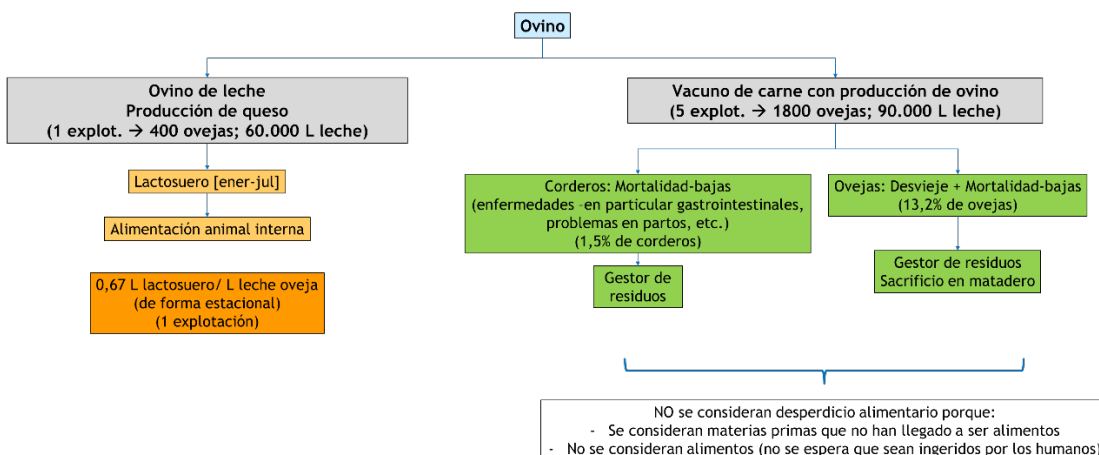 Ovino
Ovino de leche
Producción de queso
(1 explot. → 400 ovejas; 60.000 L leche)
Lactosuero [ener-jul]
Alimentación animal interna
0,67 L lactosuero/ L leche oveja
(de forma estacional)
(1 explotación)
Vacuno de carne con producción de ovino
(5 explot. → 1800 ovejas; 90.000 L leche)
Corderos: Mortalidad-bajas
(enfermedades –en particular gastrointestinales,
problemas en partos, etc.)
(1,5% de corderos)
Gestor de
residuos
Ovejas: Desvieje + Mortalidad-bajas
(13,2% de ovejas)
Gestor de residuos
Sacrificio en matadero
NO se consideran desperdicio alimentario porque:
- Se consideran materias primas que no han llegado a ser alimentos
- No se consideran alimentos (no se espera que sean ingeridos por los humanos)